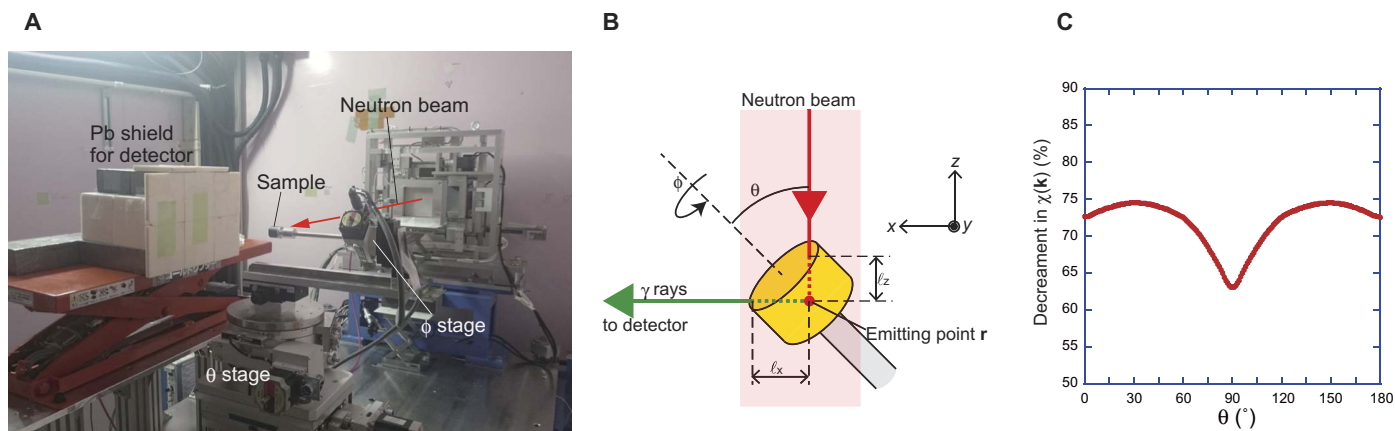 A
Neutron beam
Pb shield
for detector
Sample
ϕ stage
θ stage
B
Neutron beam
ϕ
θ
z
x
y
ℓz
γ rays
to detector
Emitting point r
ℓx
C
Decreament in χ(k) (%)
90
85
80
75
70
65
60
55
50
0 30 60 90 120 150 180
θ (°)